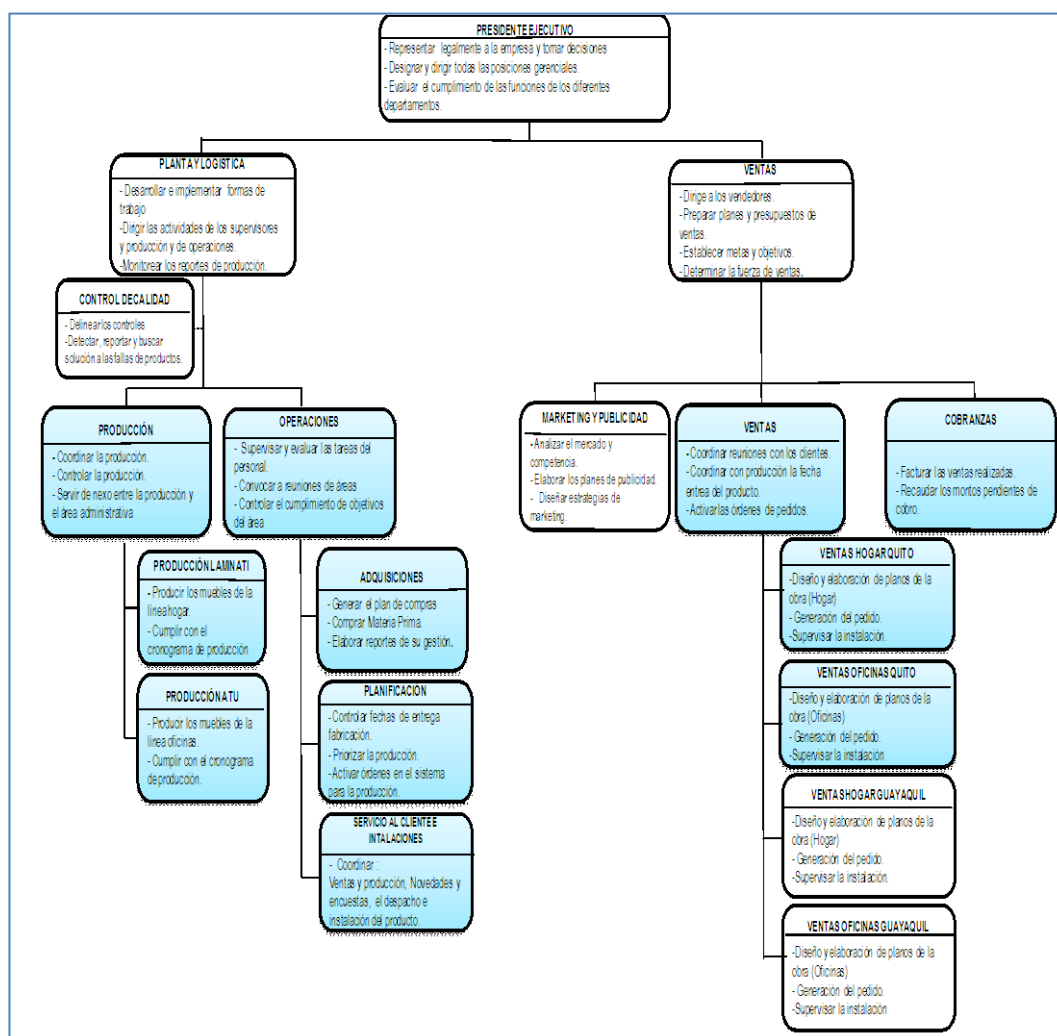 PRESIDENTE EJECUTIVO
- Representar legalmente a la empresa y tomar decisiones
- Designar y dirigir todas las posiciones gerenciales.
- Evaluar el cumplimiento de las funciones de los diferentes
departamentos.
PLANTA Y LOGISTICA
- Desarrollar e implementar formas de
trabajo
-Dirigir las actividades de los supervisores
y producción y de operaciones.
-Monitorear los reportes de producción.
VENTAS
- Dirige a los vendedores.
- Preparar planes y presupuestos de
ventas.
- Establecer metas y objetivos.
- Determinar la fuerza de ventas.
CONTROL DE CALIDAD
- Delinear los controles
-Detectar, reportar y buscar
solución a las fallas de productos.
PRODUCCIÓN
- Coordinar la producción.
- Controlar la producción.
- Servir de nexo entre la producción y
el área administrativa
OPERACIONES
- Supervisar y evaluar las tareas del
personal.
- Convocar a reuniones de áreas
- Controlar el cumplimiento de objetivos
del área
MARKETING Y PUBLICIDAD
- Analizar el mercado y
competencia.
- Elaborar los planes de publicidad.
- Diseñar estrategias de
marketing.
VENTAS
-Coordinar reuniones con los clientes.
-Coordinar con producción la fecha
entrea del producto.
- Activar las órdenes de pedidos.
COBRANZAS
- Facturar las ventas realizadas.
- Recaudar los montos pendientes de
cobro.
PRODUCCIÓN LAMINATI
- Producir los muebles de la
línea hogar.
- Cumplir con el
cronograma de producción
PRODUCCIÓN A TU
- Producir los muebles de la
línea oficinas.
- Cumplir con el cronograma
de producción.
ADQUISICIONES
- Generar el plan de compras
- Comprar Materia Prima.
- Elaborar reportes de su gestión.
PLANIFICACION
- Controlar fechas de entrega
fabricación.
- Priorizar la producción.
- Activar órdenes en el sistema
para la producción.
SERVICIO AL CLIENTE E
INTALACIONES
- Coordinar :
Ventas y producción, Novedades y
encuestas, el despacho e
instalación del producto.
VENTAS HOGAR QUITO
-Diseño y elaboración de planos de la
obra (Hogar)
- Generación del pedido.
-Supervisar la instalación.
VENTAS OFICINAS QUITO
-Diseño y elaboración de planos de la
obra (Oficinas)
- Generación del pedido.
-Supervisar la instalación
VENTAS HOGAR GUAYAQUIL
-Diseño y elaboración de planos de la
obra (Hogar)
- Generación del pedido.
-Supervisar la instalación.
VENTAS OFICINAS GUAYAQUIL
-Diseño y elaboración de planos de la
obra (Oficinas)
- Generación del pedido.
-Supervisar la instalación